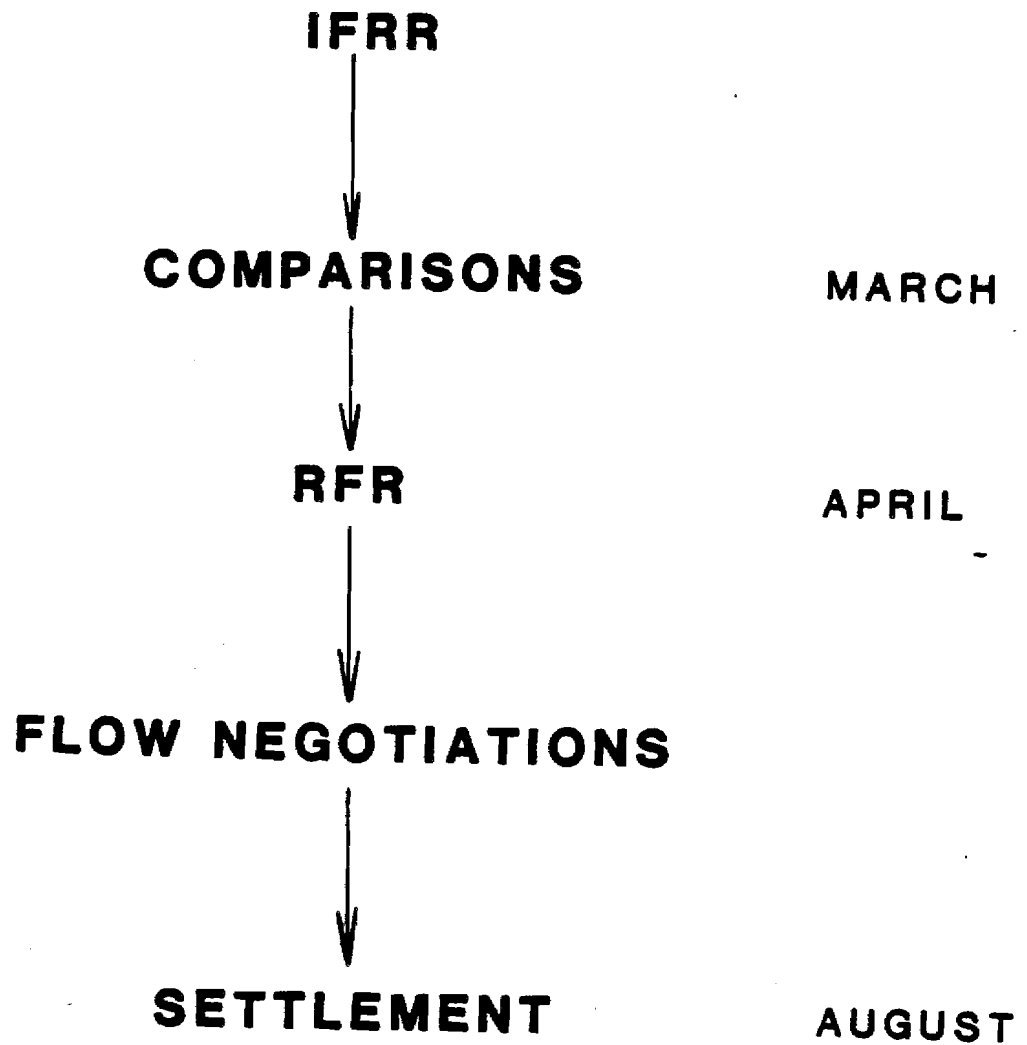 IFRR
COMPARISONS MARCH
RFR APRIL
FLOW NEGOTIATIONS
SETTLEMENT AUGUST